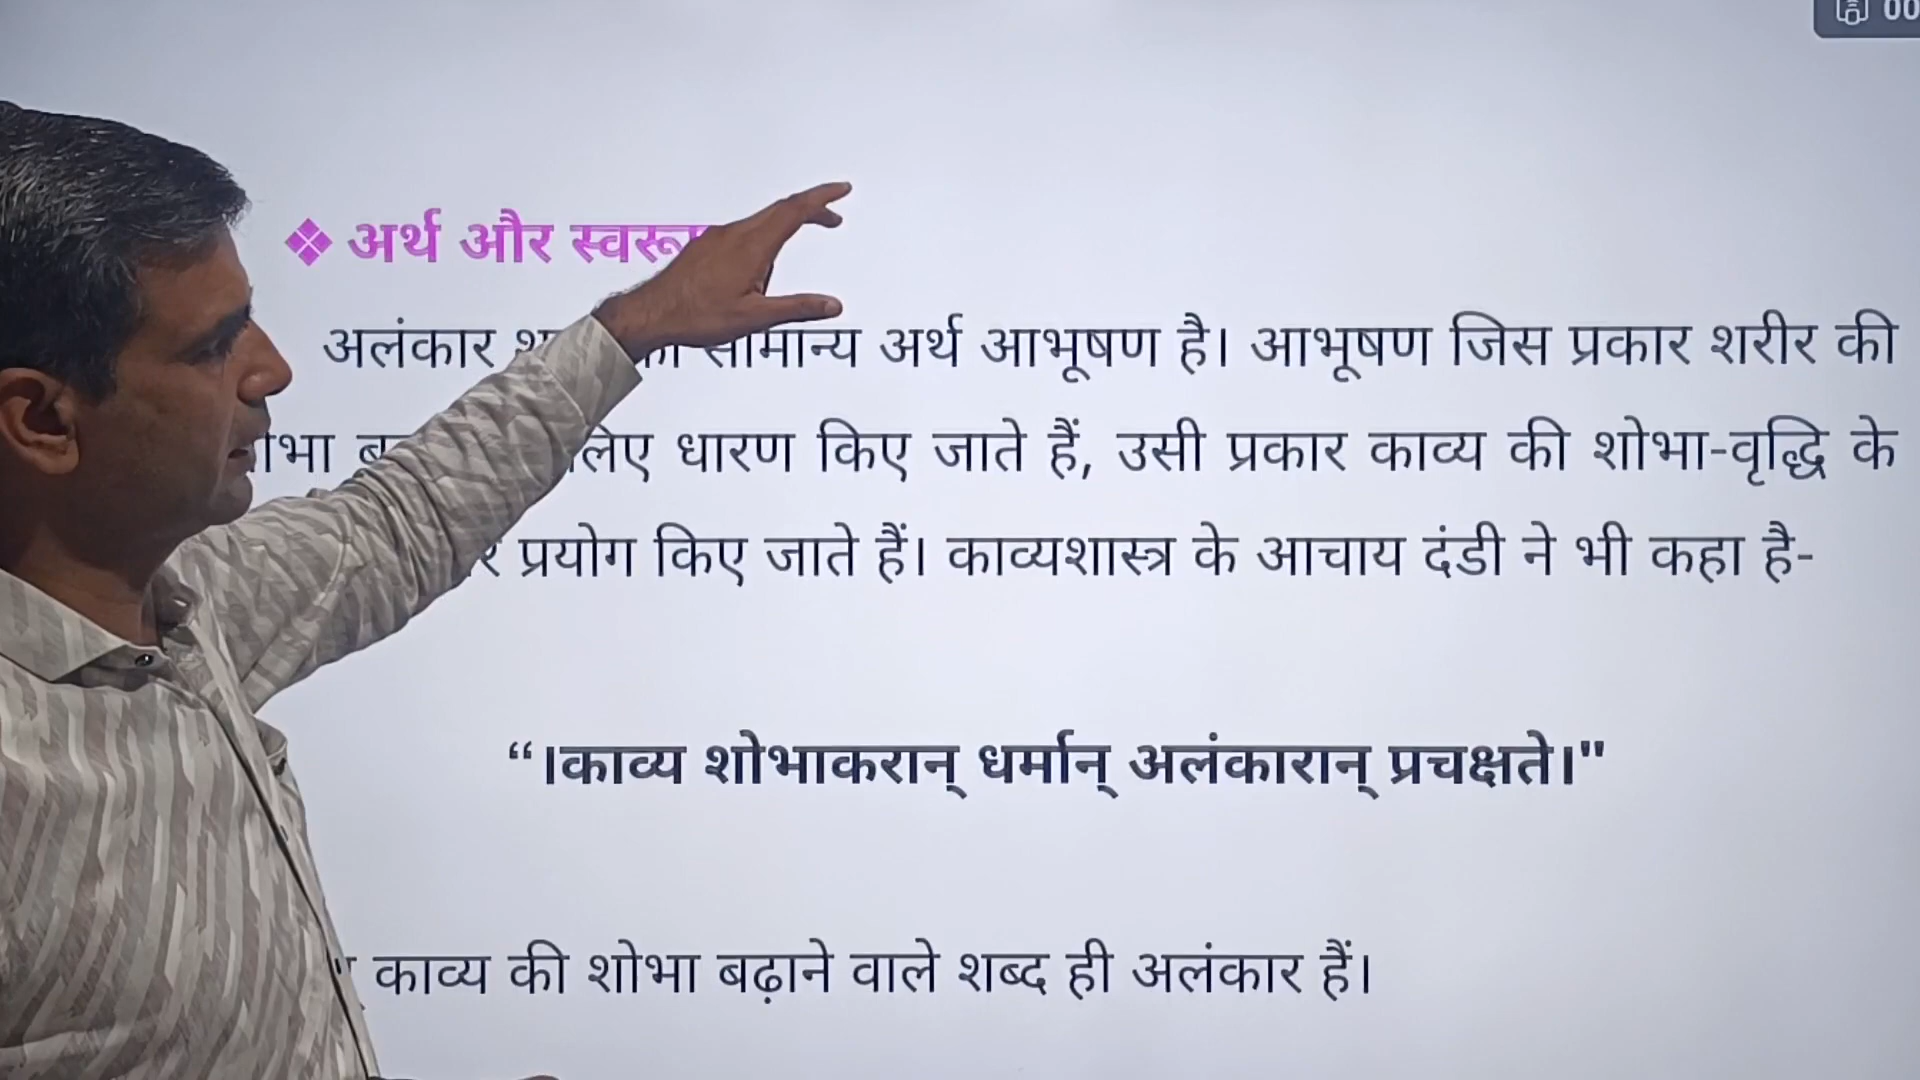 00
❖ अर्थ और
अलंकार सामान्य अर्थ आभूषण है। आभूषण जिस प्रकार शरीर की
लिए धारण किए जाते हैं, उसी प्रकार काव्य की शोभा-वृद्धि के
प्रयोग किए जाते हैं। काव्यशास्त्र के आचाय दंडी ने भी कहा है-
“।काव्य शोभाकरान् धर्मान् अलंकारान् प्रचक्षते।"
काव्य की शोभा बढ़ाने वाले शब्द ही अलंकार हैं।